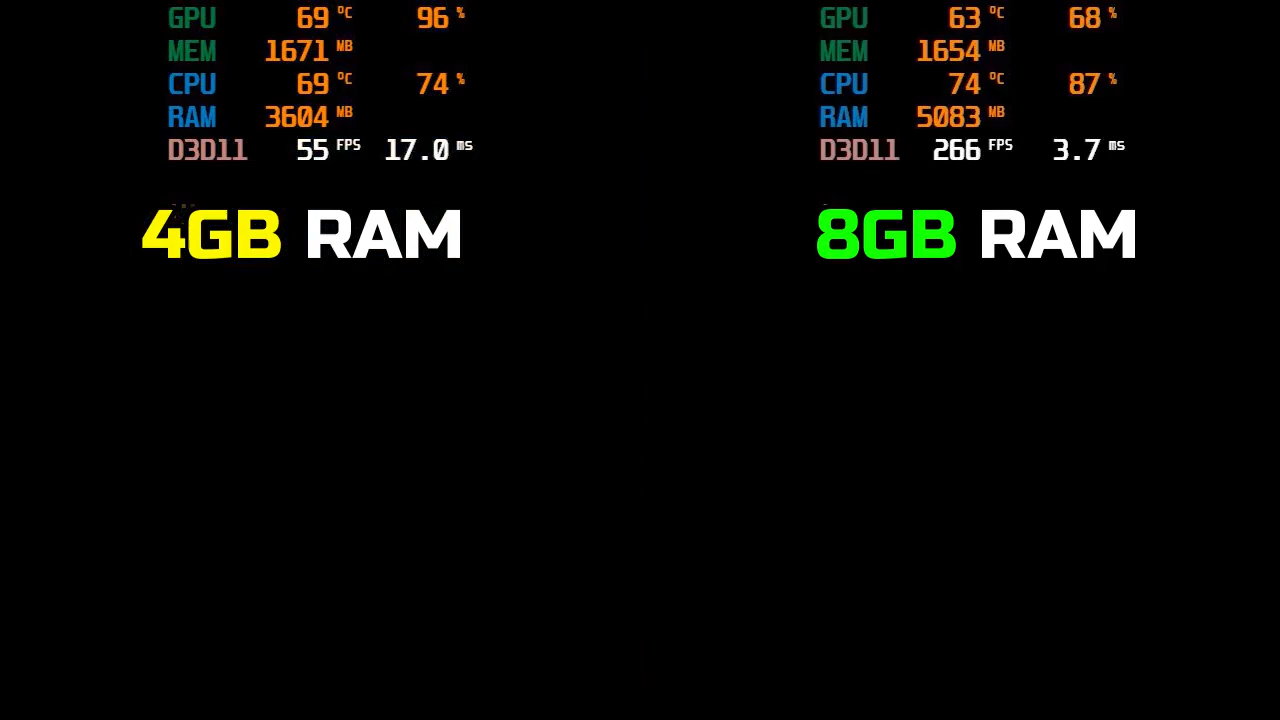 GPU 69 °C 96 %
MEM 1671 MB
CPU 69 °C 74 %
RAM 3604 MB
D3D11 55 FPS 17.0 ms
4GB RAM
GPU 63 °C 68 %
MEM 1654 MB
CPU 74 °C 87 %
RAM 5083 MB
D3D11 266 FPS 3.7 ms
8GB RAM